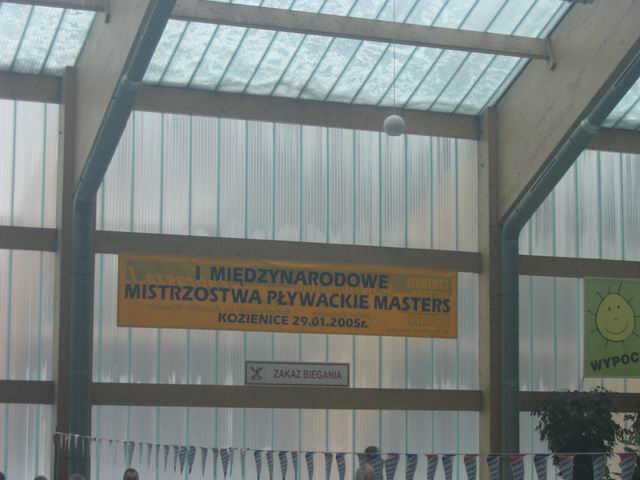 I MIĘDZYNARODOWE
MISTRZOSTWA PŁYWACKIE MASTERS
KOZIENICE 29.01.2005r.
ZAKAZ BIEGANIA
WYPOC